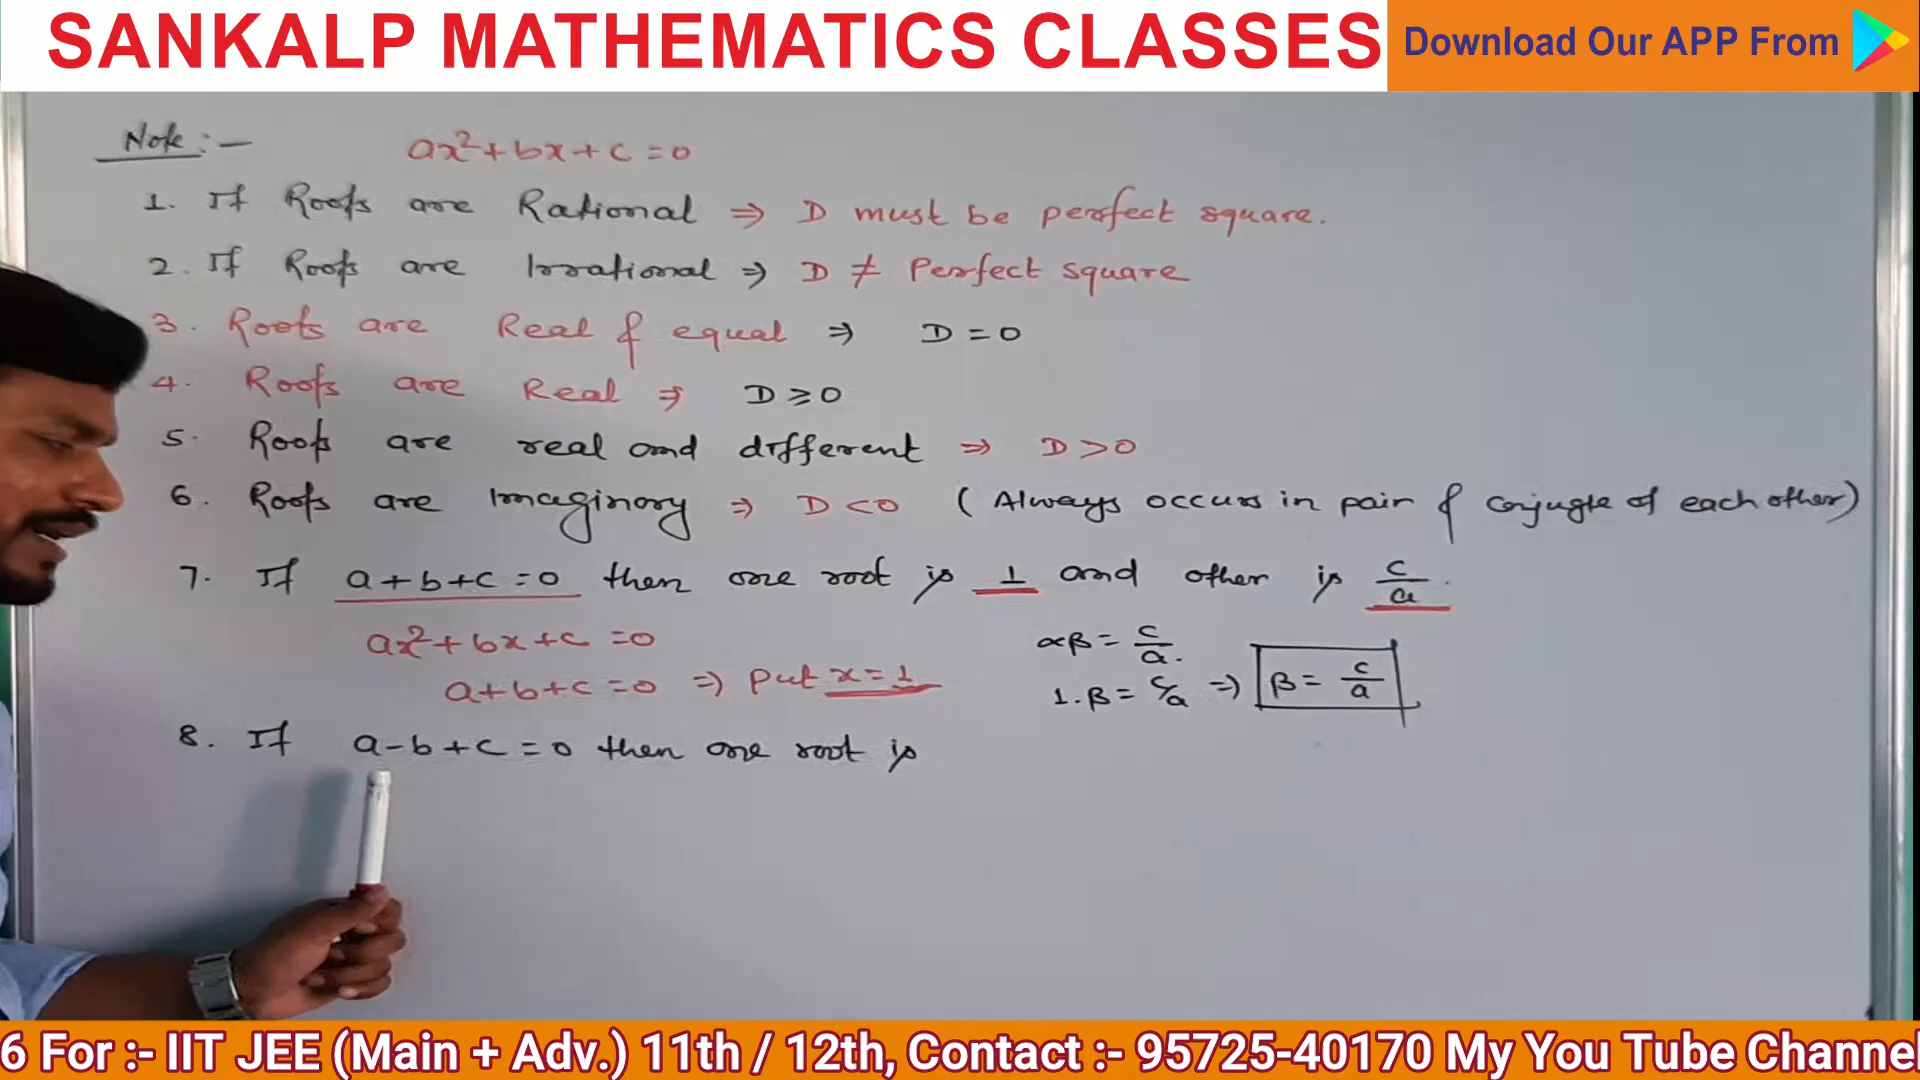 SANKALP MATHEMATICS CLASSES
Download Our APP From
Note :-
ax²+bx+c=0
1. If Roots are Rational ⇒ D must be perfect square.
2. If Roots are Irrational ⇒ D ≠ Perfect square
3. Roots are Real & equal ⇒ D=0
4. Roots are Real ⇒ D≥0
5. Roots are real and different ⇒ D>0
6. Roots are Imaginory ⇒ D<0 (Always occurs in pair & conjugte of each other)
7. If a+b+c=0 then one root is 1 and other is c/a.
ax²+bx+c=0
a+b+c=0 ⇒ put x=1
αβ = c/a.
1.β = c/a ⇒ β = c/a
8. If a-b+c=0 then one root is
6 For :- IIT JEE (Main + Adv.) 11th / 12th, Contact :- 95725-40170 My You Tube Channel